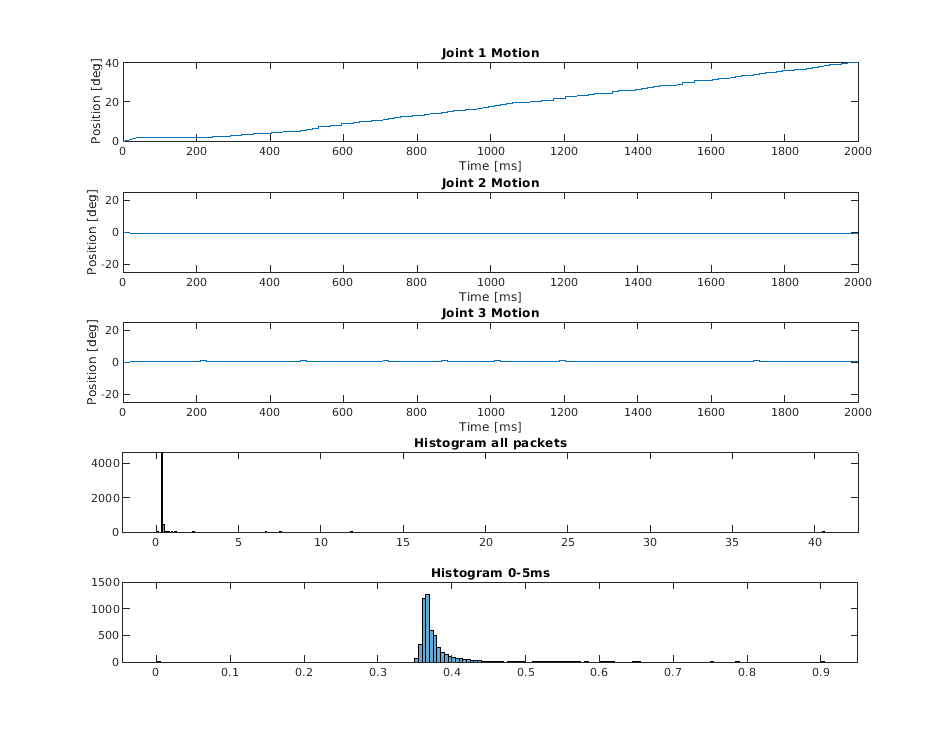 Joint 1 Motion
Position [deg]
40
20
0
0 200 400 600 800 1000 1200 1400 1600 1800 2000
Time [ms]
Joint 2 Motion
Position [deg]
20
0
-20
0 200 400 600 800 1000 1200 1400 1600 1800 2000
Time [ms]
Joint 3 Motion
Position [deg]
20
0
-20
0 200 400 600 800 1000 1200 1400 1600 1800 2000
Time [ms]
Histogram all packets
4000
2000
0
0 5 10 15 20 25 30 35 40
Histogram 0-5ms
1500
1000
500
0
0 0.1 0.2 0.3 0.4 0.5 0.6 0.7 0.8 0.9